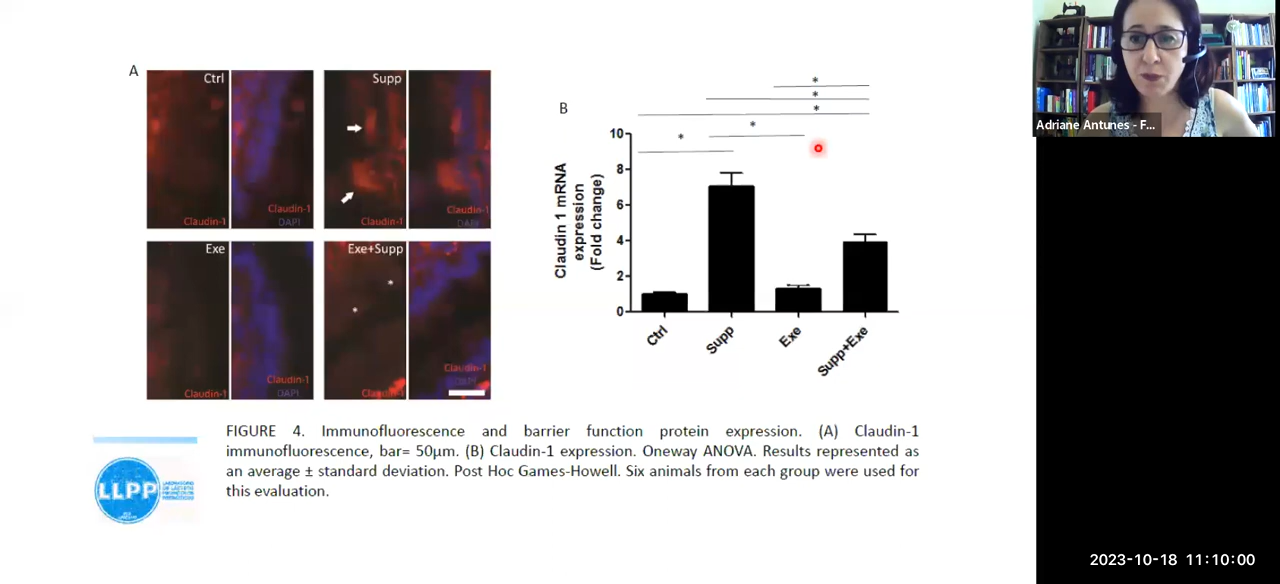 Adriane Antunes - F...
A
Ctrl
Supp
Claudin-1
Claudin-1
DAPI
Claudin-1
Claudin-1
DAPI
Exe
Exe+Supp
*
*
Claudin-1
Claudin-1
DAPI
Claudin-1
Claudin-1
DAPI
B
*
*
*
*
*
Claudin 1 mRNA
expression
(Fold change)
10
8
6
4
2
0
Ctrl
Supp
Exe
Supp+Exe
FIGURE 4. Immunofluorescence and barrier function protein expression. (A) Claudin-1
immunofluorescence, bar= 50µm. (B) Claudin-1 expression. Oneway ANOVA. Results represented as
an average ± standard deviation. Post Hoc Games-Howell. Six animals from each group were used for
this evaluation.
LLPP
2023-10-18 11:10:00